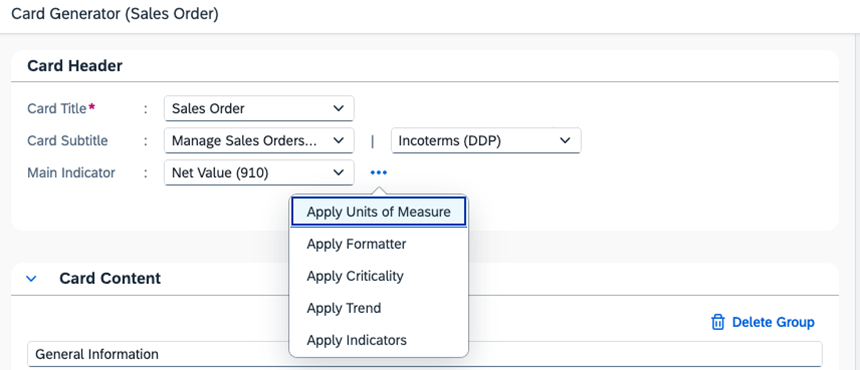 Card Generator (Sales Order)
Card Header
Card Title* : Sales Order
Card Subtitle : Manage Sales Orders... | Incoterms (DDP)
Main Indicator : Net Value (910) •••
Apply Units of Measure
Apply Formatter
Apply Criticality
Apply Trend
Apply Indicators
Card Content
Delete Group
General Information